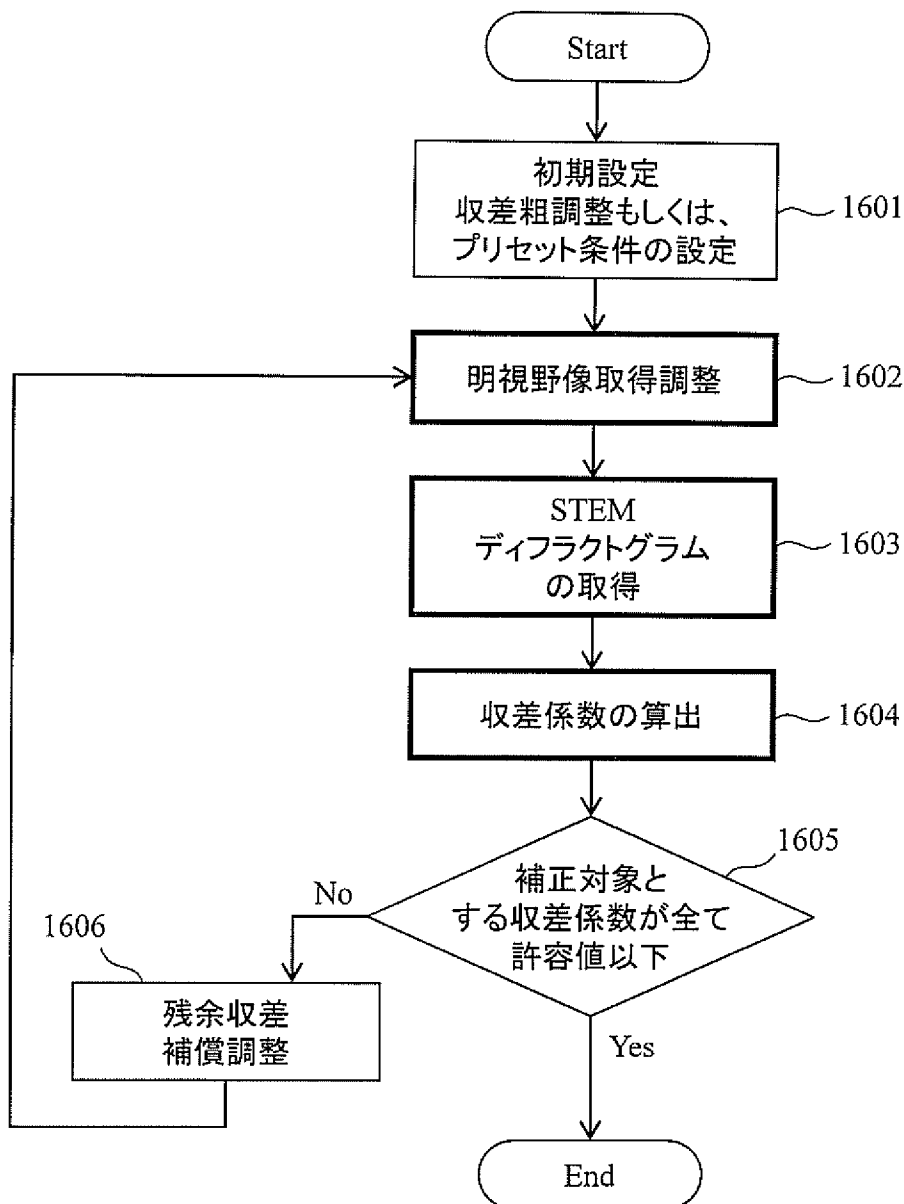 Start
初期設定
収差粗調整もしくは、
プリセット条件の設定
1601
明視野像取得調整
1602
STEM
ディフラクトグラム
の取得
1603
収差係数の算出
1604
1605
補正対象と
する収差係数が全て
許容値以下
No
1606
残余収差
補償調整
Yes
End